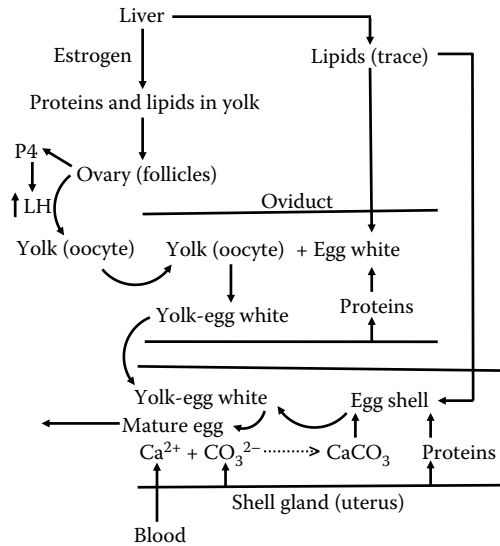 Liver
Estrogen
Lipids (trace)
Proteins and lipids in yolk
P4
Ovary (follicles)
LH
Oviduct
Yolk (oocyte)
Yolk (oocyte) + Egg white
Proteins
Yolk-egg white
Yolk-egg white
Egg shell
Mature egg
Ca²⁺ + CO₃²⁻ CaCO₃
Proteins
Shell gland (uterus)
Blood